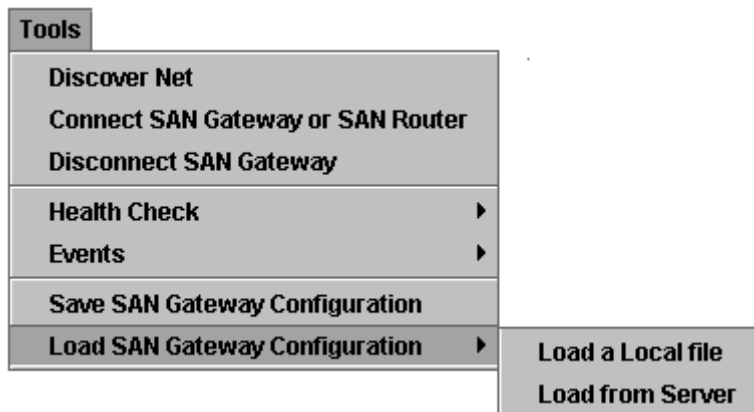 Tools
Discover Net
Connect SAN Gateway or SAN Router
Disconnect SAN Gateway
Health Check
Events
Save SAN Gateway Configuration
Load SAN Gateway Configuration
Load a Local file
Load from Server